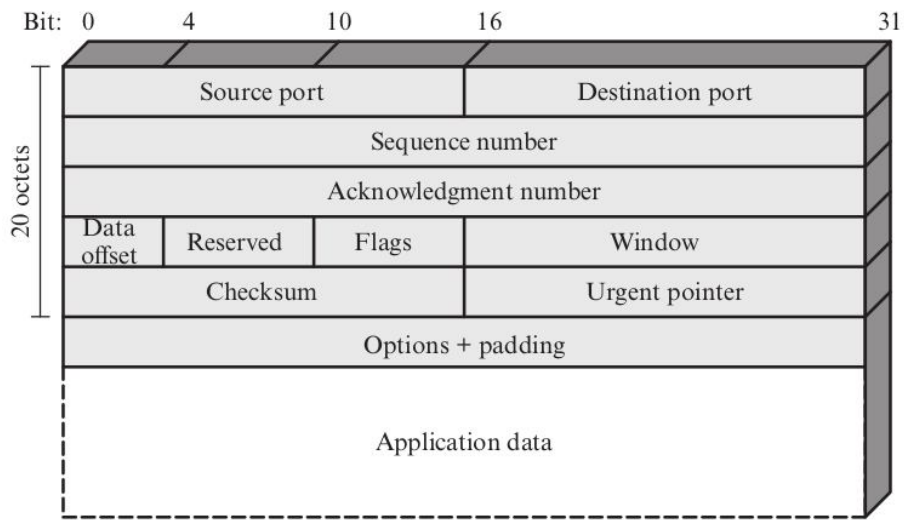 Bit: 0 4 10 16 31
Source port Destination port
Sequence number
Acknowledgment number
Data
offset Reserved Flags Window
Checksum Urgent pointer
Options + padding
Application data
20 octets